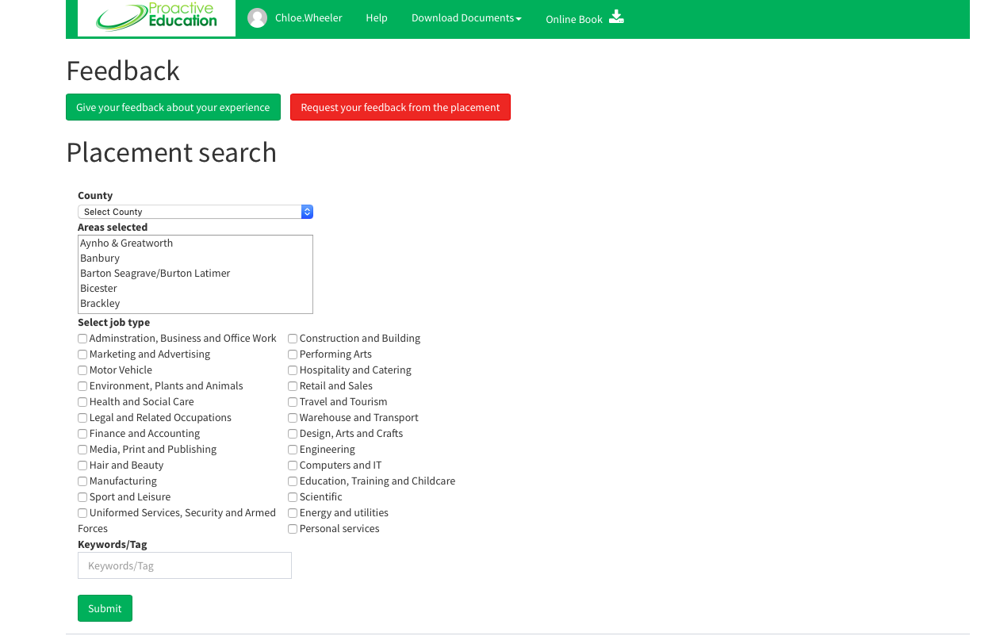 Proactive
Education
Chloe.Wheeler
Help
Download Documents
Online Book
Feedback
Give your feedback about your experience
Request your feedback from the placement
Placement search
County
Select County
Areas selected
Aynho & Greatworth
Banbury
Barton Seagrave/Burton Latimer
Bicester
Brackley
Select job type
Adminstration, Business and Office Work
Marketing and Advertising
Motor Vehicle
Environment, Plants and Animals
Health and Social Care
Legal and Related Occupations
Finance and Accounting
Media, Print and Publishing
Hair and Beauty
Manufacturing
Sport and Leisure
Uniformed Services, Security and Armed
Forces
Construction and Building
Performing Arts
Hospitality and Catering
Retail and Sales
Travel and Tourism
Warehouse and Transport
Design, Arts and Crafts
Engineering
Computers and IT
Education, Training and Childcare
Scientific
Energy and utilities
Personal services
Keywords/Tag
Keywords/Tag
Submit